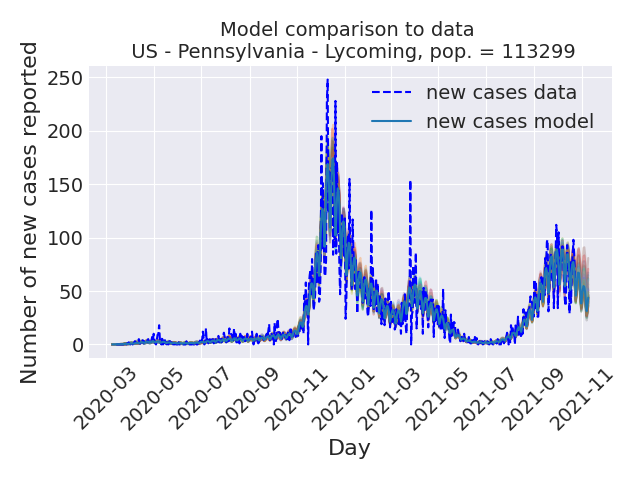 Model comparison to data
US - Pennsylvania - Lycoming, pop. = 113299
Number of new cases reported
250
200
150
100
50
0
new cases data
new cases model
2020-03
2020-05
2020-07
2020-09
2020-11
2021-01
2021-03
2021-05
2021-07
2021-09
2021-11
Day